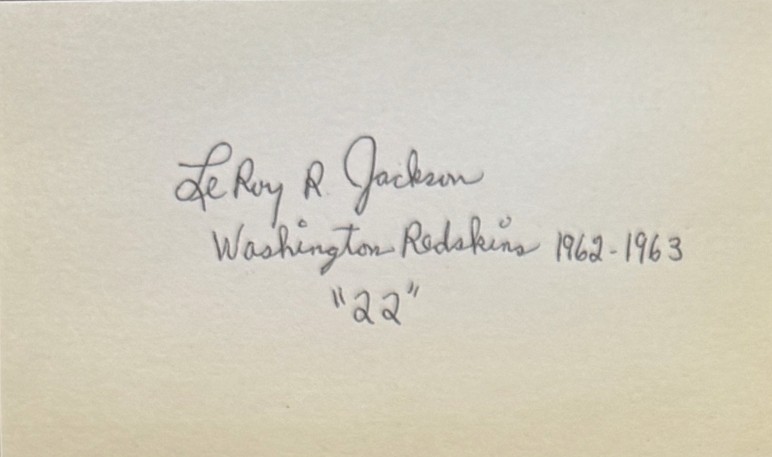 LeRoy R. Jackson
Washington Redskins 1962-1963
"22"